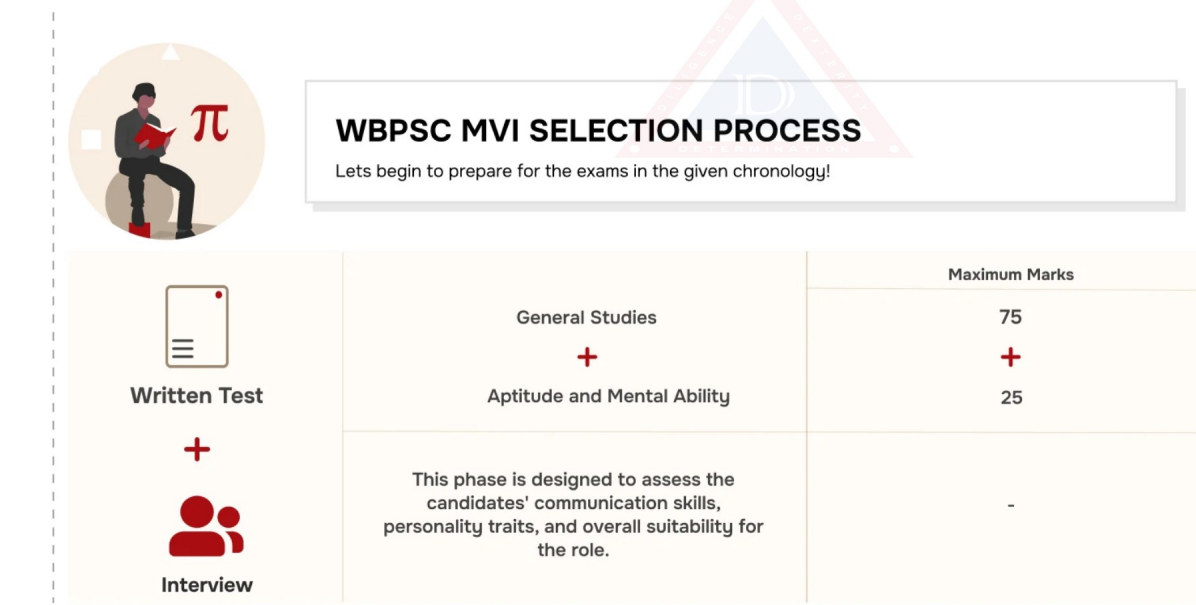 WBPSC MVI SELECTION PROCESS
Lets begin to prepare for the exams in the given chronology!
π
D
DETERMINATION
Maximum Marks
General Studies
75
+
+
Written Test
Aptitude and Mental Ability
25
+
This phase is designed to assess the
candidates' communication skills,
personality traits, and overall suitability for
the role.
-
Interview